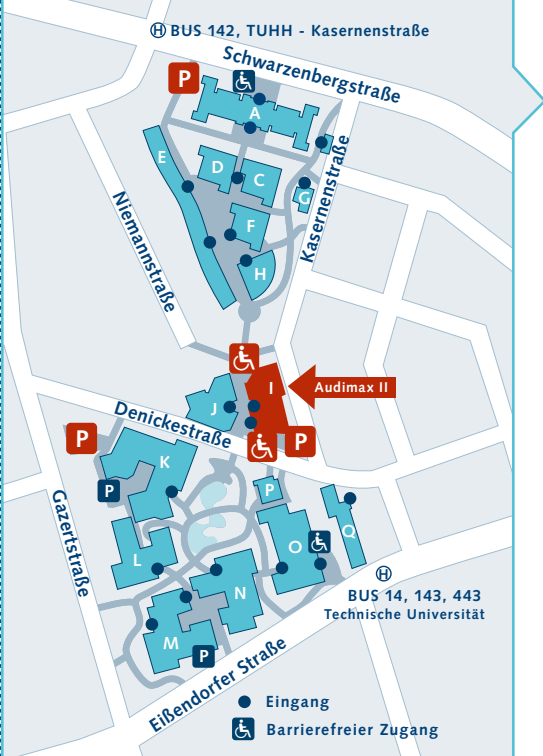 H BUS 142, TUHH - Kasernenstraße
Schwarzenbergstraße
P
A
E
D
C
G
Kasernenstraße
F
Niemannstraße
H
I
Audimax II
J
Denickestraße
P
P
K
P
P
Gazertstraße
Q
O
L
H
N
BUS 14, 143, 443
Technische Universität
M
P
Eißendorfer Straße
Eingang
Barrierefreier Zugang